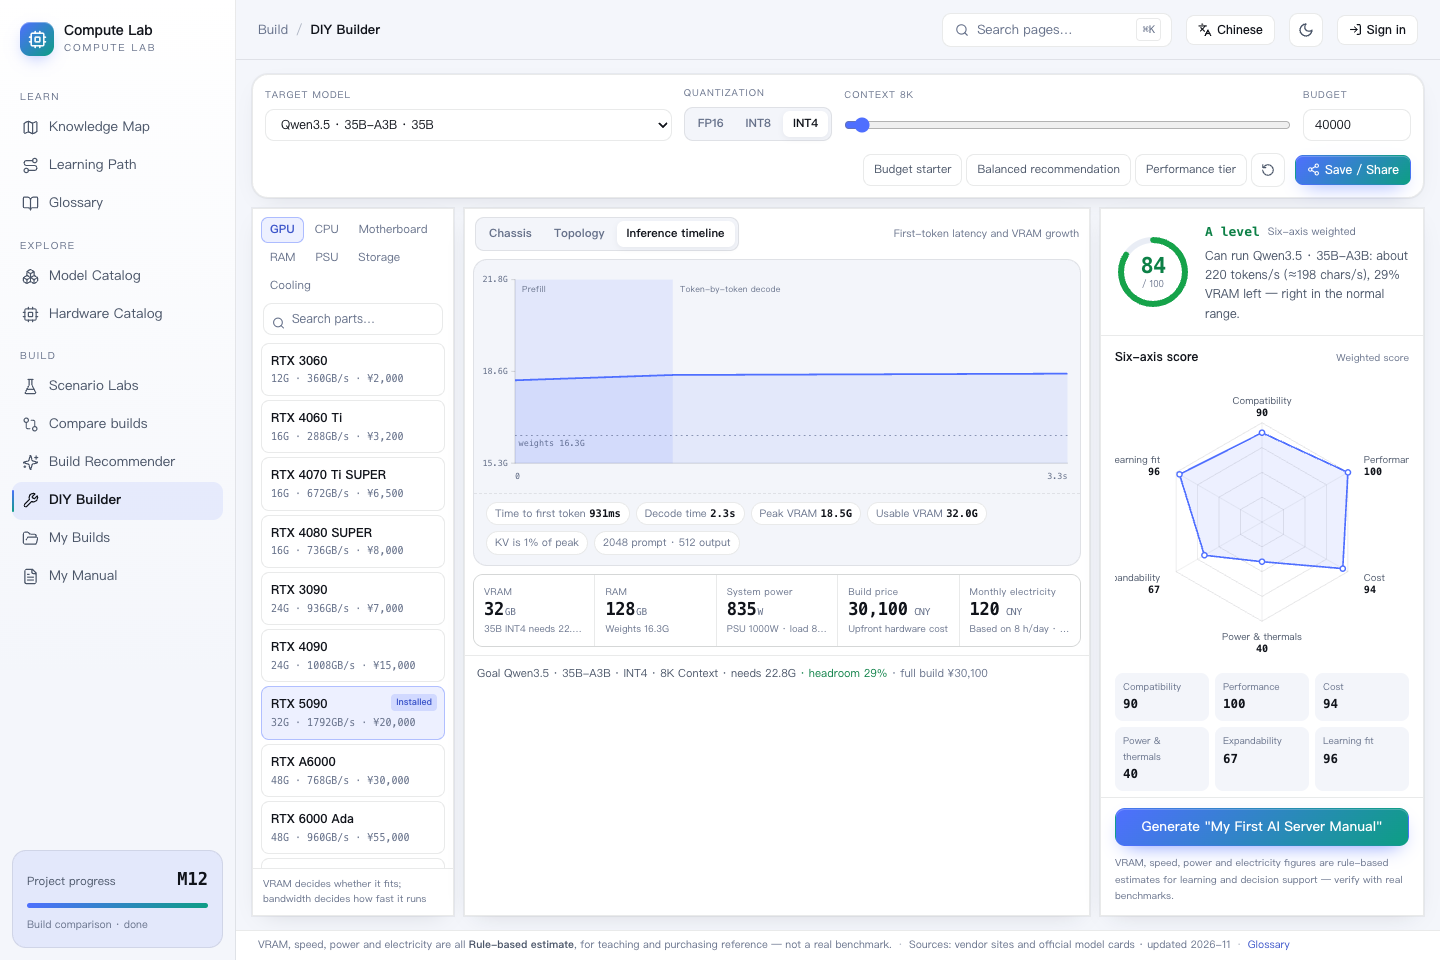 Compute Lab
COMPUTE LAB
LEARN
Knowledge Map
Learning Path
Glossary
EXPLORE
Model Catalog
Hardware Catalog
BUILD
Scenario Labs
Compare builds
Build Recommender
DIY Builder
My Builds
My Manual
Project progress M12
Build comparison · done
Build / DIY Builder
Search pages... ⌘K
Chinese
Sign in
TARGET MODEL
Qwen3.5 · 35B-A3B · 35B
QUANTIZATION
FP16 INT8 INT4
CONTEXT 8K
BUDGET
40000
Budget starter
Balanced recommendation
Performance tier
Save / Share
GPU CPU Motherboard
RAM PSU Storage
Cooling
Search parts...
RTX 3060
12G · 360GB/s · ¥2,000
RTX 4060 Ti
16G · 288GB/s · ¥3,200
RTX 4070 Ti SUPER
16G · 672GB/s · ¥6,500
RTX 4080 SUPER
16G · 736GB/s · ¥8,000
RTX 3090
24G · 936GB/s · ¥7,000
RTX 4090
24G · 1008GB/s · ¥15,000
RTX 5090 Installed
32G · 1792GB/s · ¥20,000
RTX A6000
48G · 768GB/s · ¥30,000
RTX 6000 Ada
48G · 960GB/s · ¥55,000
VRAM decides whether it fits;
bandwidth decides how fast it runs
Chassis Topology Inference timeline
First-token latency and VRAM growth
21.8G
Prefill
Token-by-token decode
18.6G
weights 16.3G
15.3G
0
3.3s
Time to first token 931ms
Decode time 2.3s
Peak VRAM 18.5G
Usable VRAM 32.0G
KV is 1% of peak
2048 prompt · 512 output
VRAM
32GB
35B INT4 needs 22....
RAM
128GB
Weights 16.3G
System power
835W
PSU 1000W · load 8...
Build price
30,100 CNY
Upfront hardware cost
Monthly electricity
120 CNY
Based on 8 h/day · ...
Goal Qwen3.5 · 35B-A3B · INT4 · 8K Context · needs 22.8G · headroom 29% · full build ¥30,100
84
/ 100
A level Six-axis weighted
Can run Qwen3.5 · 35B-A3B: about
220 tokens/s (≈198 chars/s), 29%
VRAM left — right in the normal
range.
Six-axis score Weighted score
Compatibility
90
earning fit
96
Performar
100
andability
67
Cost
94
Power & thermals
40
Compatibility
90
Performance
100
Cost
94
Power &
thermals
40
Expandability
67
Learning fit
96
Generate "My First AI Server Manual"
VRAM, speed, power and electricity figures are rule-based
estimates for learning and decision support — verify with real
benchmarks.
VRAM, speed, power and electricity are all Rule-based estimate, for teaching and purchasing reference — not a real benchmark. · Sources: vendor sites and official model cards · updated 2026-11 · Glossary